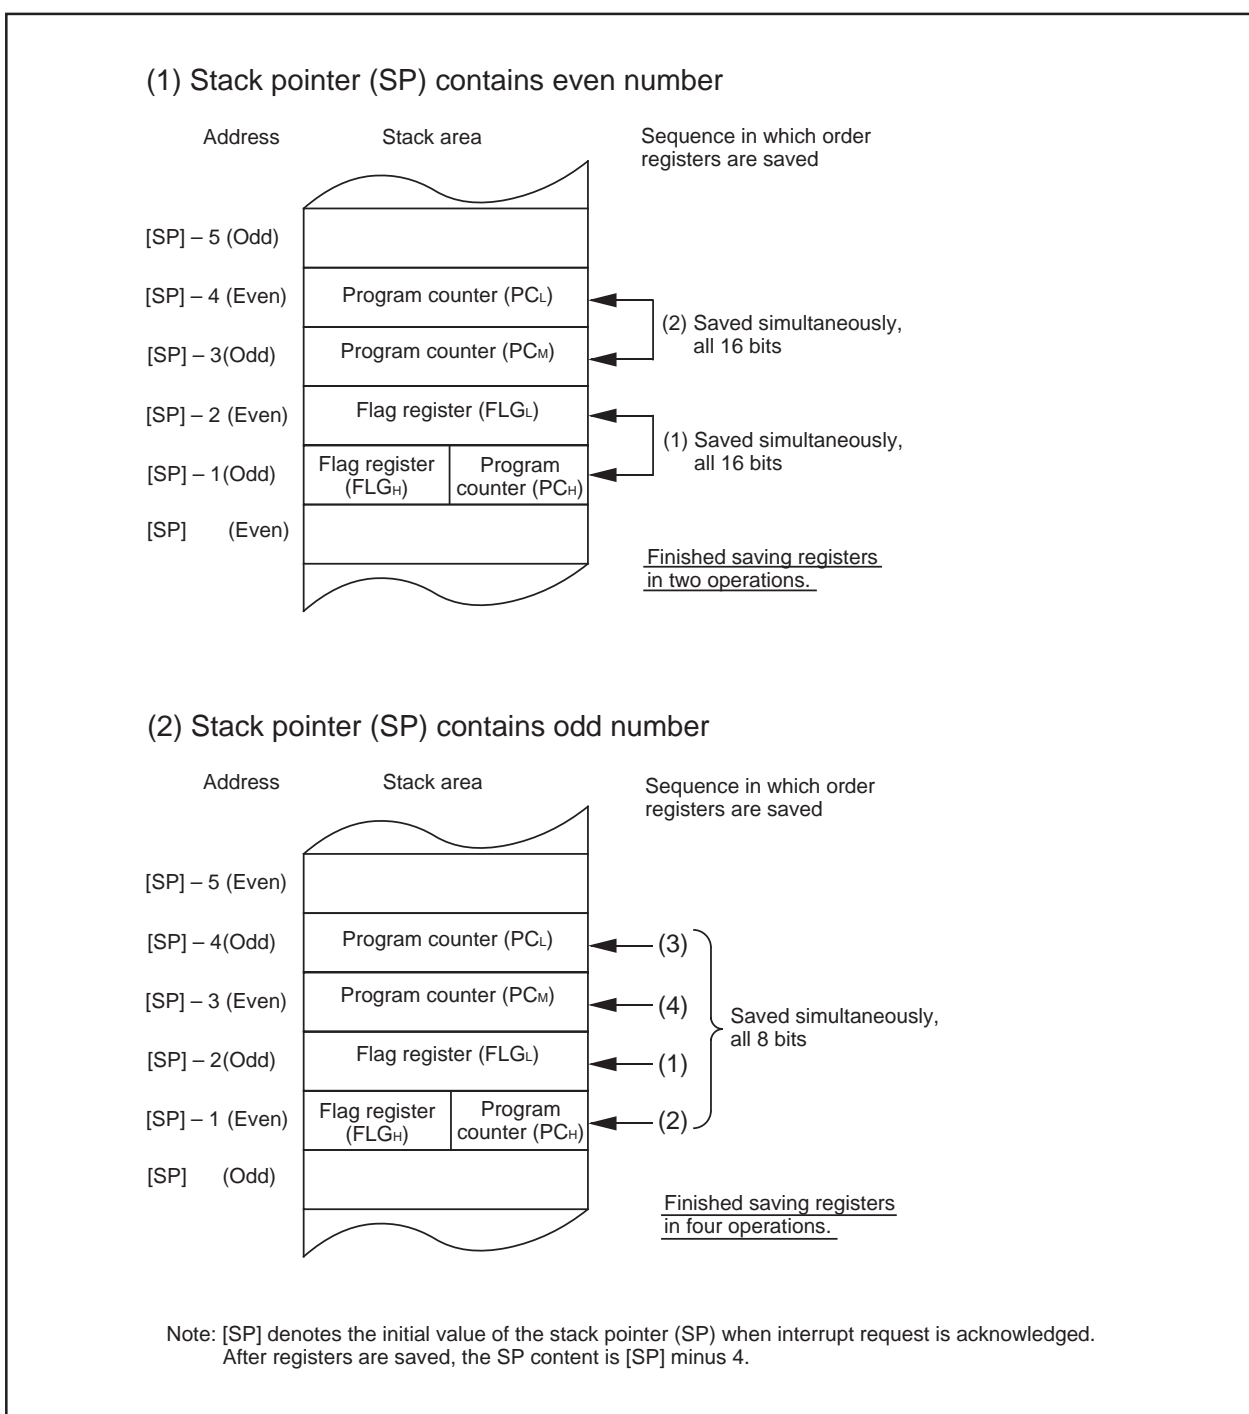 (1) Stack pointer (SP) contains even number
Address Stack area Sequence in which order
registers are saved
[SP] – 5 (Odd)
[SP] – 4 (Even) Program counter (PCL)
(2) Saved simultaneously,
all 16 bits
[SP] – 3(Odd) Program counter (PCM)
[SP] – 2 (Even) Flag register (FLGL)
(1) Saved simultaneously,
all 16 bits
[SP] – 1(Odd) Flag register
(FLGH) Program
counter (PCH)
[SP] (Even)
Finished saving registers
in two operations.
(2) Stack pointer (SP) contains odd number
Address Stack area Sequence in which order
registers are saved
[SP] – 5 (Even)
[SP] – 4(Odd) Program counter (PCL) (3)
[SP] – 3 (Even) Program counter (PCM) (4)
Saved simultaneously,
all 8 bits
[SP] – 2(Odd) Flag register (FLGL) (1)
[SP] – 1 (Even) Flag register
(FLGH) Program
counter (PCH) (2)
[SP] (Odd)
Finished saving registers
in four operations.
Note: [SP] denotes the initial value of the stack pointer (SP) when interrupt request is acknowledged.
After registers are saved, the SP content is [SP] minus 4.